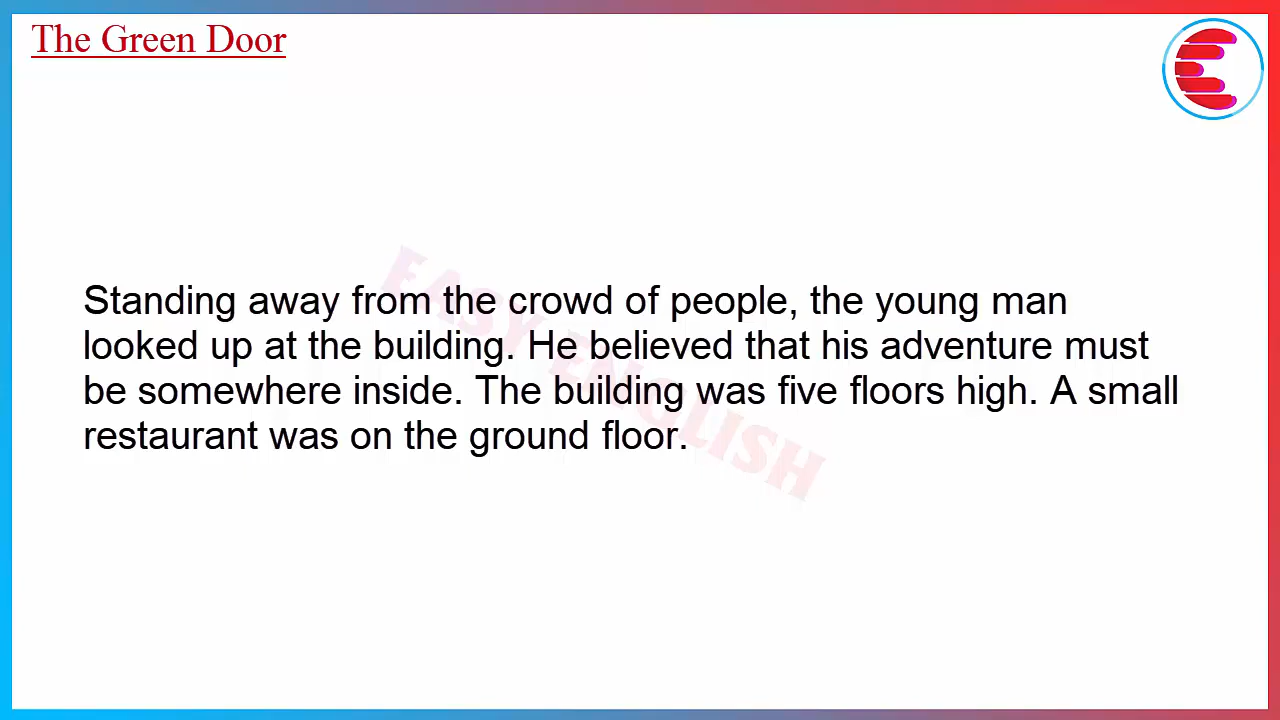 The Green Door
Standing away from the crowd of people, the young man
looked up at the building. He believed that his adventure must
be somewhere inside. The building was five floors high. A small
restaurant was on the ground floor.
EASY ENGLISH